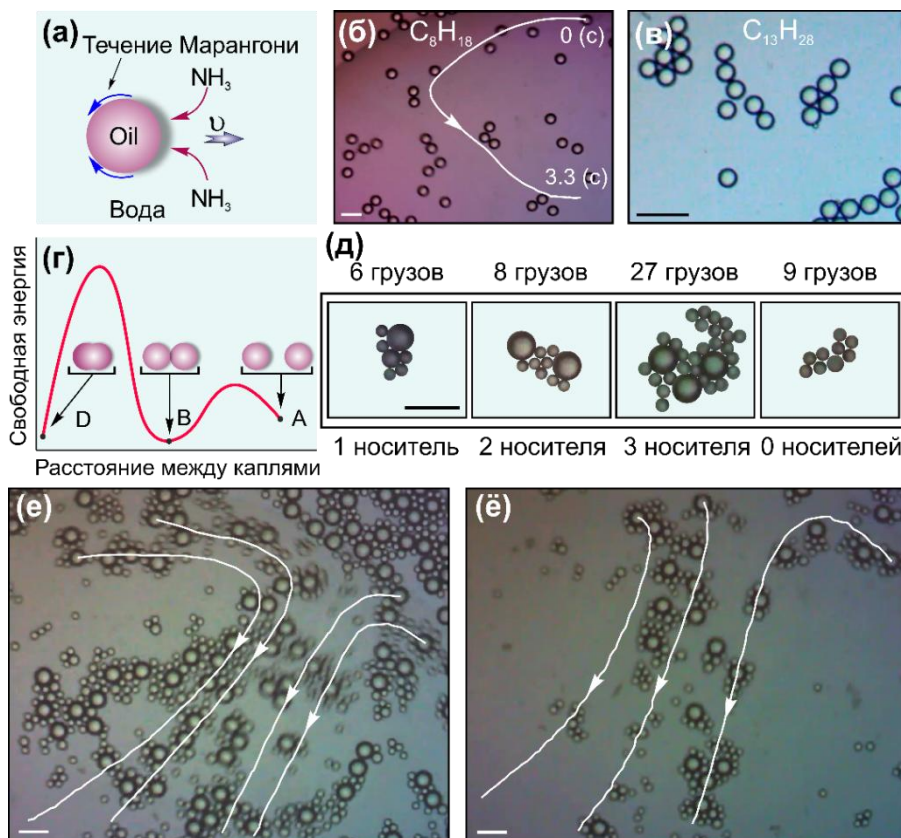 (а)
Течение Марангони
NH3
Oil
υ
NH3
Вода
(б)
C8H18
0 (с)
3.3 (с)
(в)
C13H28
(г)
Свободная энергия
D
B
A
Расстояние между каплями
(д)
6 грузов
8 грузов
27 грузов
9 грузов
1 носитель
2 носителя
3 носителя
0 носителей
(е)
(ё)